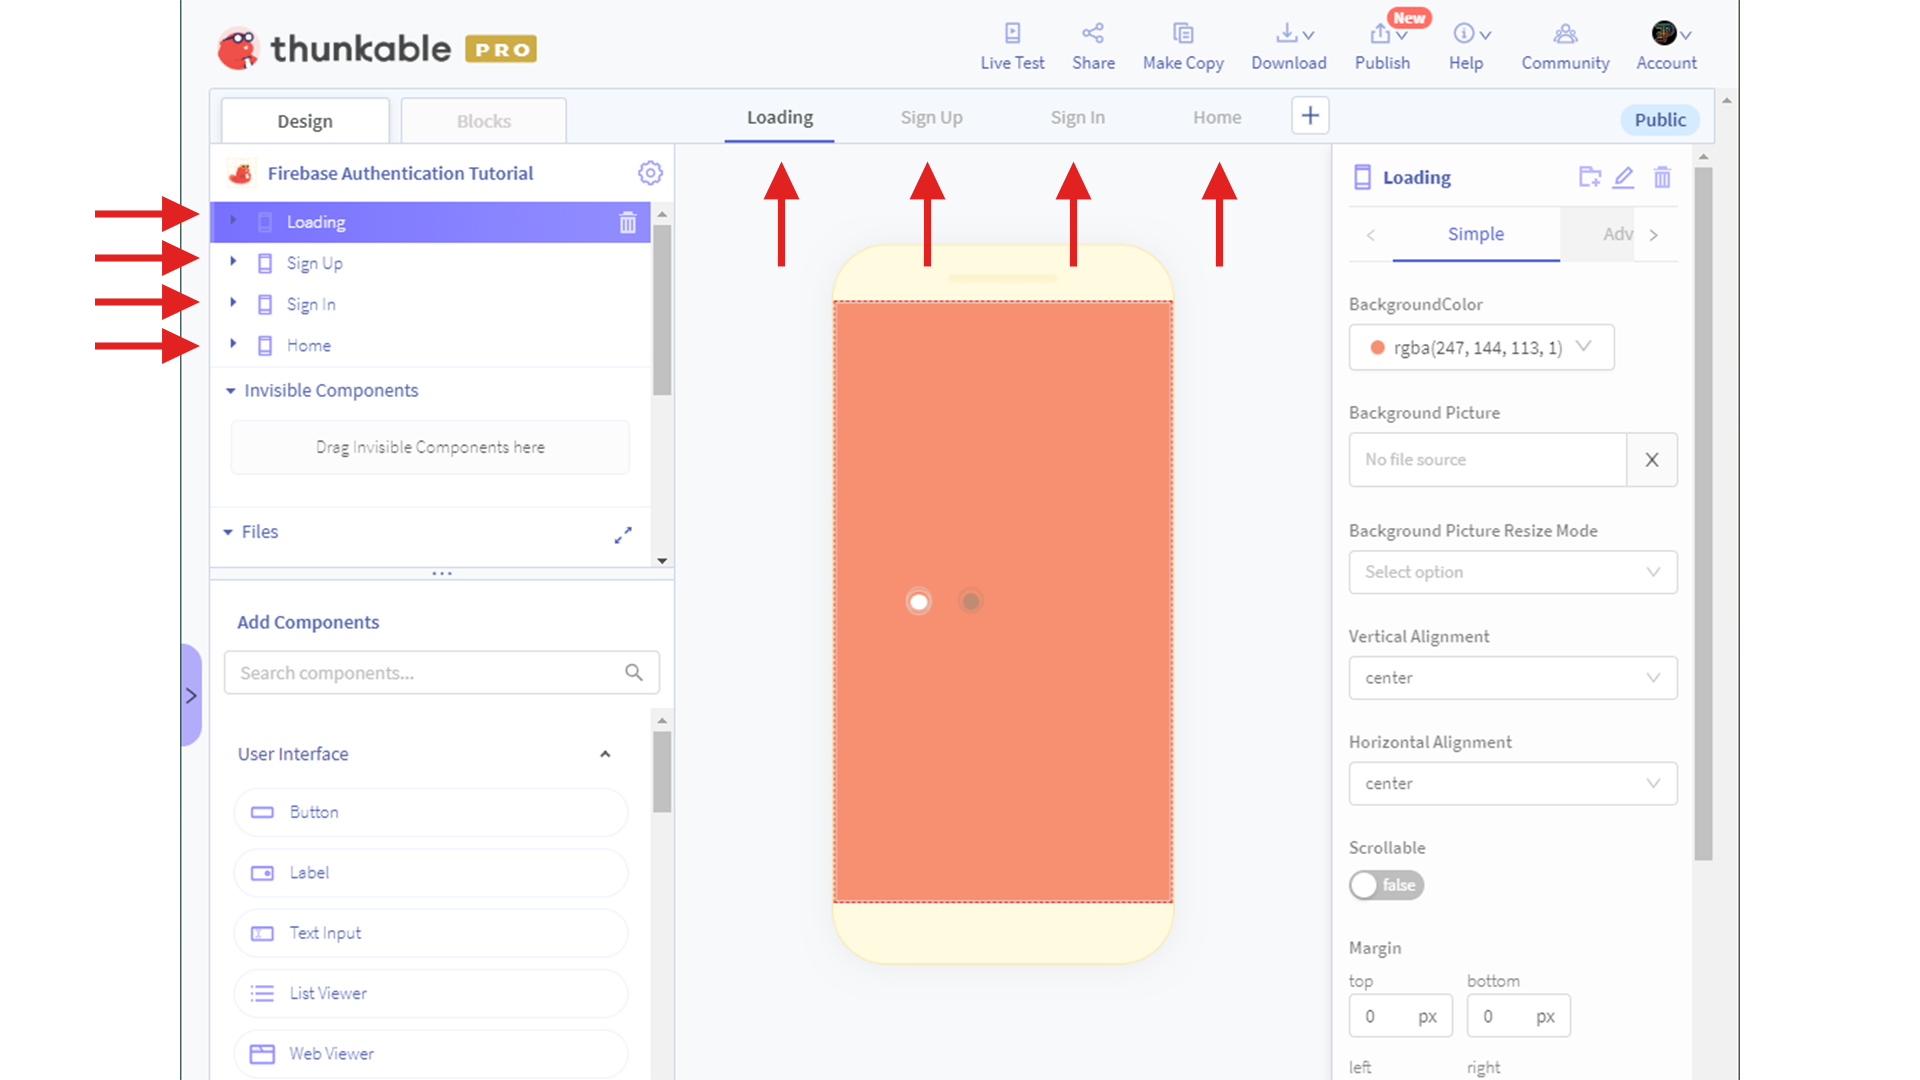 thunkable PRO
Live Test
Share
Make Copy
Download
New
Publish
Help
Community
Account
Design
Blocks
Loading
Sign Up
Sign In
Home
+
Public
Firebase Authentication Tutorial
Loading
Sign Up
Sign In
Home
Invisible Components
Drag Invisible Components here
Files
Add Components
Search components...
User Interface
Button
Label
Text Input
List Viewer
Web Viewer
Loading
Simple
Adv
BackgroundColor
rgba(247, 144, 113, 1)
Background Picture
No file source
X
Background Picture Resize Mode
Select option
Vertical Alignment
center
Horizontal Alignment
center
Scrollable
false
Margin
top bottom
0 px 0 px
left right